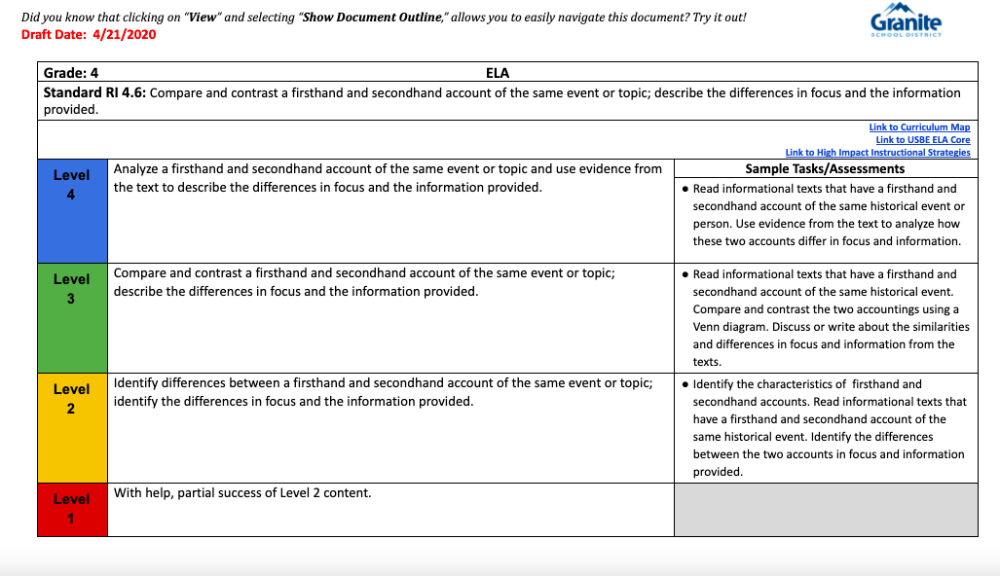 Did you know that clicking on “View” and selecting “Show Document Outline,” allows you to easily navigate this document? Try it out!
Draft Date: 4/21/2020
Granite
SCHOOL DISTRICT
Grade: 4
ELA
Standard RI 4.6: Compare and contrast a firsthand and secondhand account of the same event or topic; describe the differences in focus and the information
provided.
Link to Curriculum Map
Link to USBE ELA Core
Link to High Impact Instructional Strategies
Level
4
Analyze a firsthand and secondhand account of the same event or topic and use evidence from
the text to describe the differences in focus and the information provided.
Sample Tasks/Assessments
● Read informational texts that have a firsthand and
secondhand account of the same historical event or
person. Use evidence from the text to analyze how
these two accounts differ in focus and information.
Level
3
Compare and contrast a firsthand and secondhand account of the same event or topic;
describe the differences in focus and the information provided.
● Read informational texts that have a firsthand and
secondhand account of the same historical event.
Compare and contrast the two accountings using a
Venn diagram. Discuss or write about the similarities
and differences in focus and information from the
texts.
Level
2
Identify differences between a firsthand and secondhand account of the same event or topic;
identify the differences in focus and the information provided.
● Identify the characteristics of firsthand and
secondhand accounts. Read informational texts that
have a firsthand and secondhand account of the
same historical event. Identify the differences
between the two accounts in focus and information
provided.
Level
1
With help, partial success of Level 2 content.